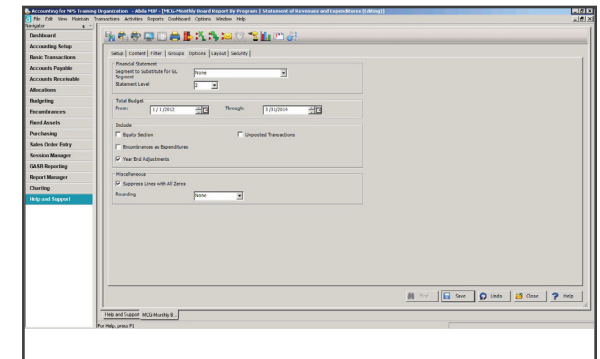 Accounting for NPS Training Organization - Abila MIP - [MCG-Monthly Board Report By Program | Statement of Revenues and Expenditures (Editing)]
File Edit View Maintain Transactions Activities Reports Dashboard Options Window Help
Navigator
Dashboard
Accounting Setup
Basic Transactions
Accounts Payable
Accounts Receivable
Allocations
Budgeting
Encumbrances
Fixed Assets
Purchasing
Sales Order Entry
Session Manager
GASB Reporting
Report Manager
Charting
Help and Support
Setup Content Filter Groups Options Layout Security
Financial Statement
Segment to Substitute for GL Segment
None
Statement Level
Total Budget
From: 1/ 1/2012 Through:
Include
Equity Section Unposted Transactions
Encumbrances as Expenditures
Year End Adjustments
Miscellaneous
Suppress Lines with All Zeros
Rounding None
Save Undo Close Help
Help and Support MCG-Monthly B...
For Help, press F1